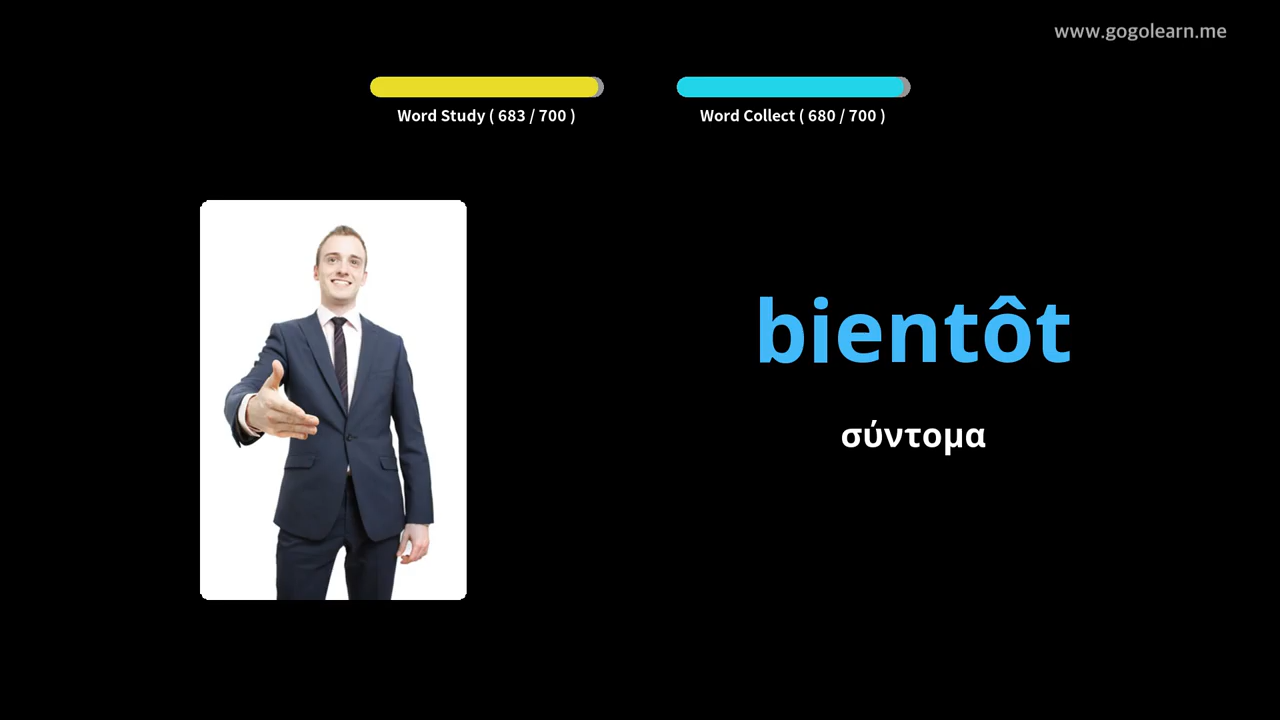 www.gogolearn.me
Word Study ( 683 / 700 )
Word Collect ( 680 / 700 )
bientôt
σύντομα